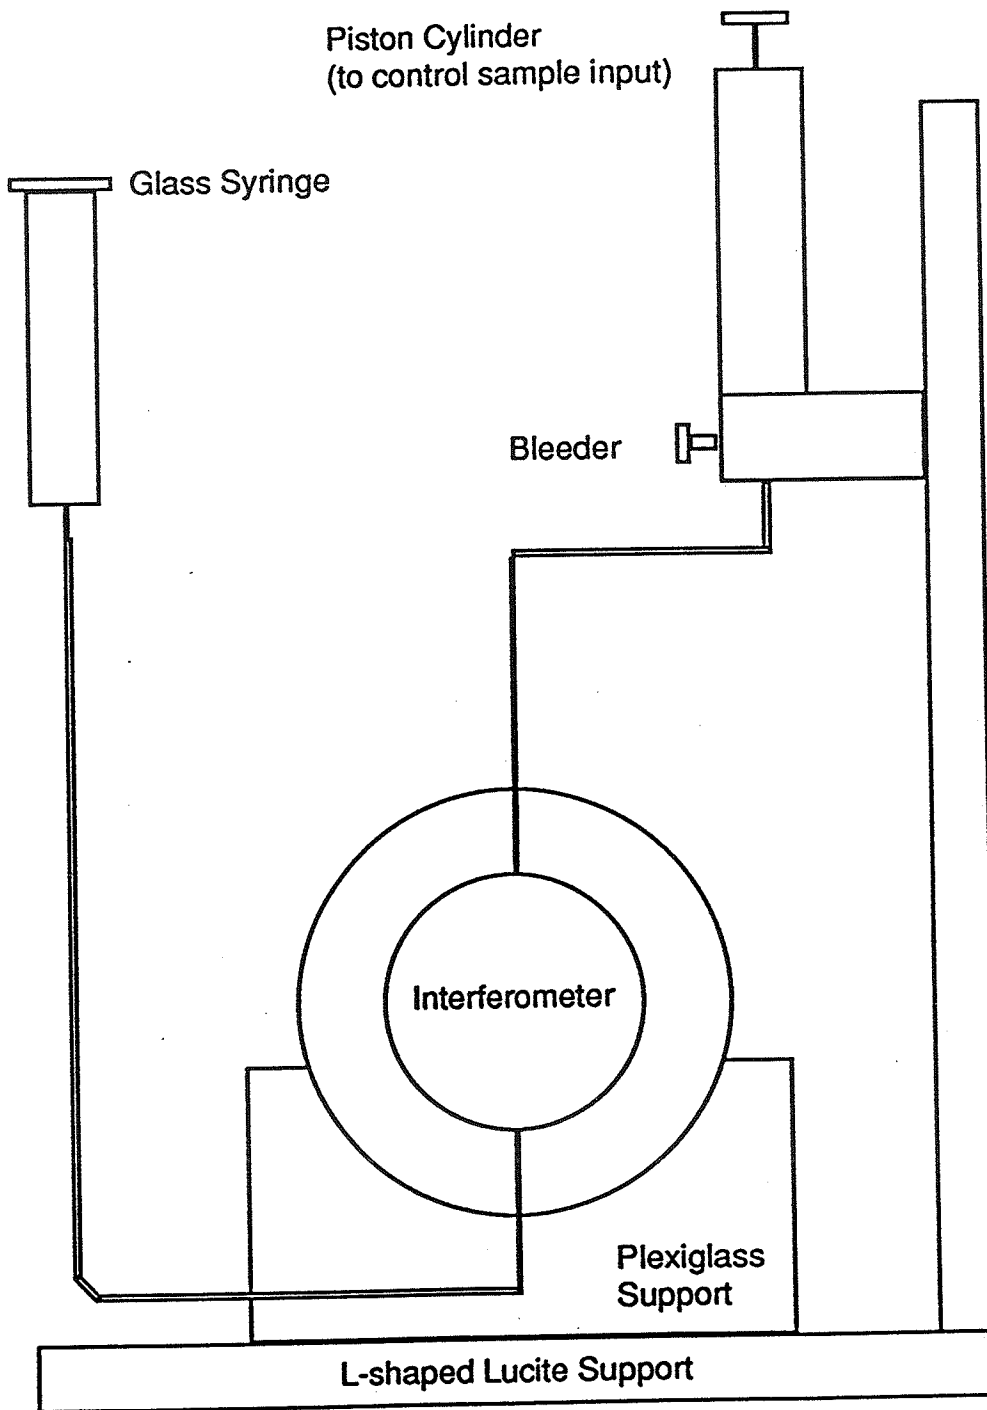 Piston Cylinder
(to control sample input)
Glass Syringe
Bleeder
Interferometer
Plexiglass
Support
L-shaped Lucite Support